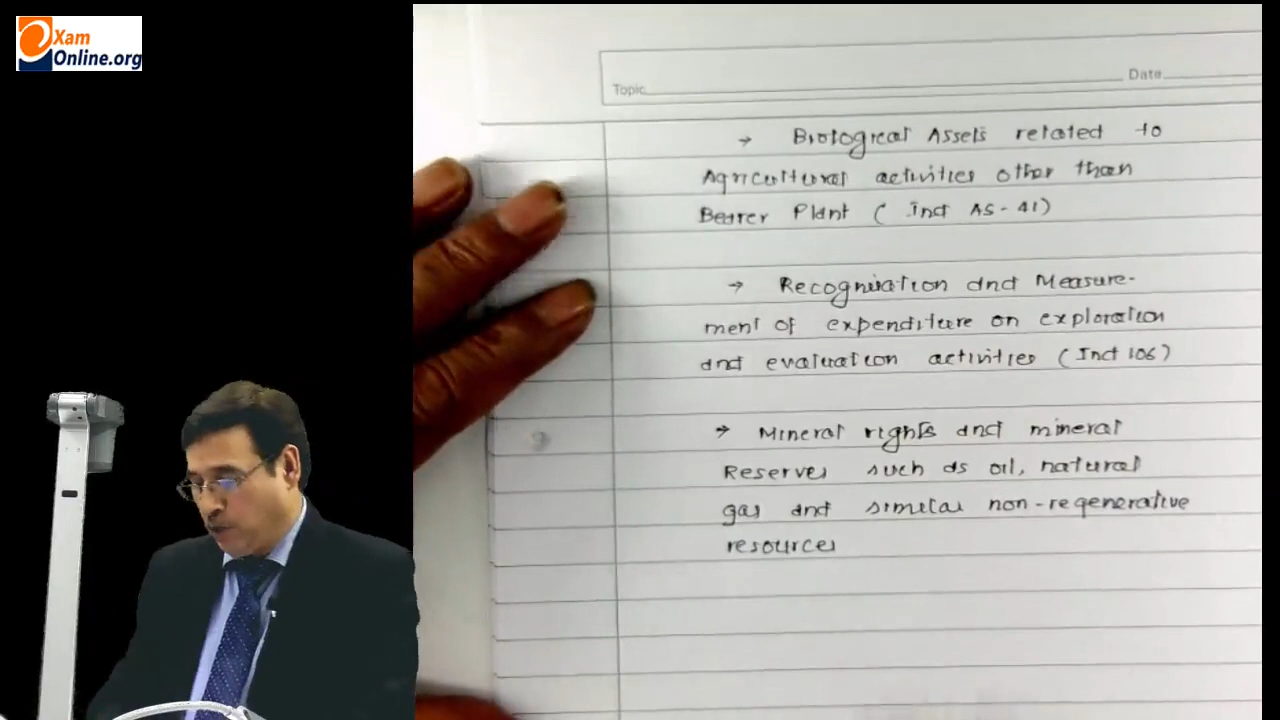 Xam
Online.org
Topic
Date
→ Biological Assets related to
Agricultural activities other than
Bearer Plant ( Ind AS - 41)
→ Recognisation and Measure-
ment of expenditure on exploration
and evaluation activities (Ind 106)
→ Mineral rights and mineral
Reserves such as oil, natural
gas and similar non-regenerative
resources